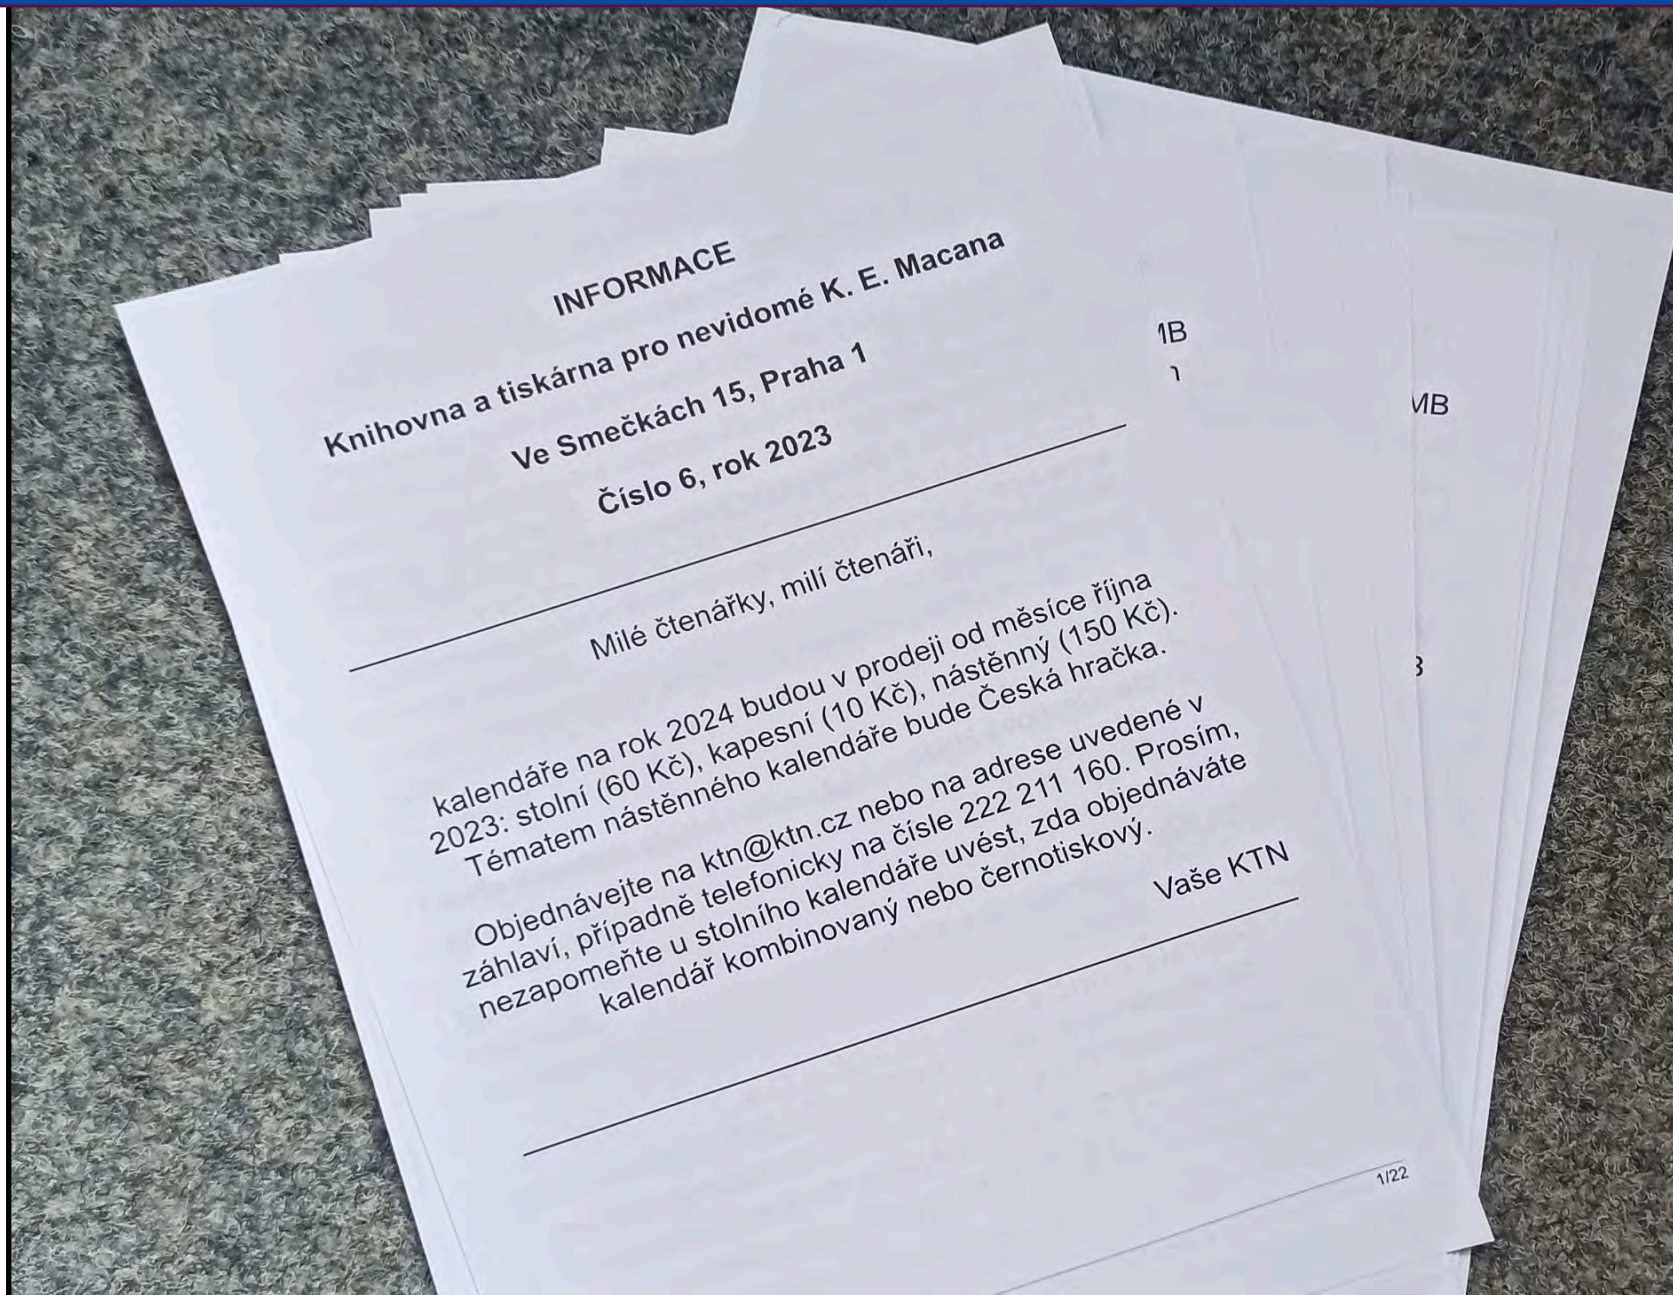 INFORMACE
Knihovna a tiskárna pro nevidomé K. E. Macana
Ve Smečkách 15, Praha 1
Číslo 6, rok 2023
Milé čtenářky, milí čtenáři,
kalendáře na rok 2024 budou v prodeji od měsíce října
2023: stolní (60 Kč), kapesní (10 Kč), nástěnný (150 Kč).
Tématem nástěnného kalendáře bude Česká hračka.
Objednávejte na ktn@ktn.cz nebo na adrese uvedené v
záhlaví, případně telefonicky na čísle 222 211 160. Prosím,
nezapomeňte u stolního kalendáře uvést, zda objednáváte
kalendář kombinovaný nebo černotiskový.
Vaše KTN
1/22
MB